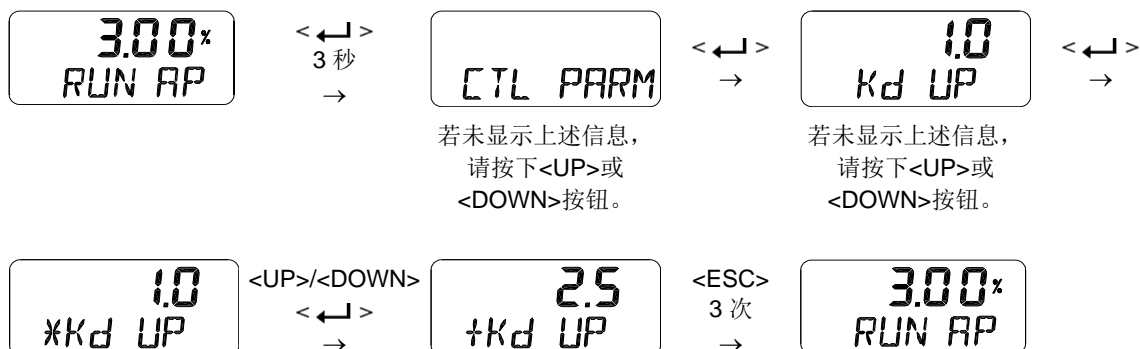 3.00%
RUN AP
< ↵ >
3 秒
→
CTL PARM
若未显示上述信息，
请按下<UP>或
<DOWN>按钮。
< ↵ >
→
1.0
Kd UP
若未显示上述信息，
请按下<UP>或
<DOWN>按钮。
< ↵ >
→
1.0
*Kd UP
<UP>/<DOWN>
< ↵ >
→
2.5
+Kd UP
<ESC>
3 次
→
3.00%
RUN AP